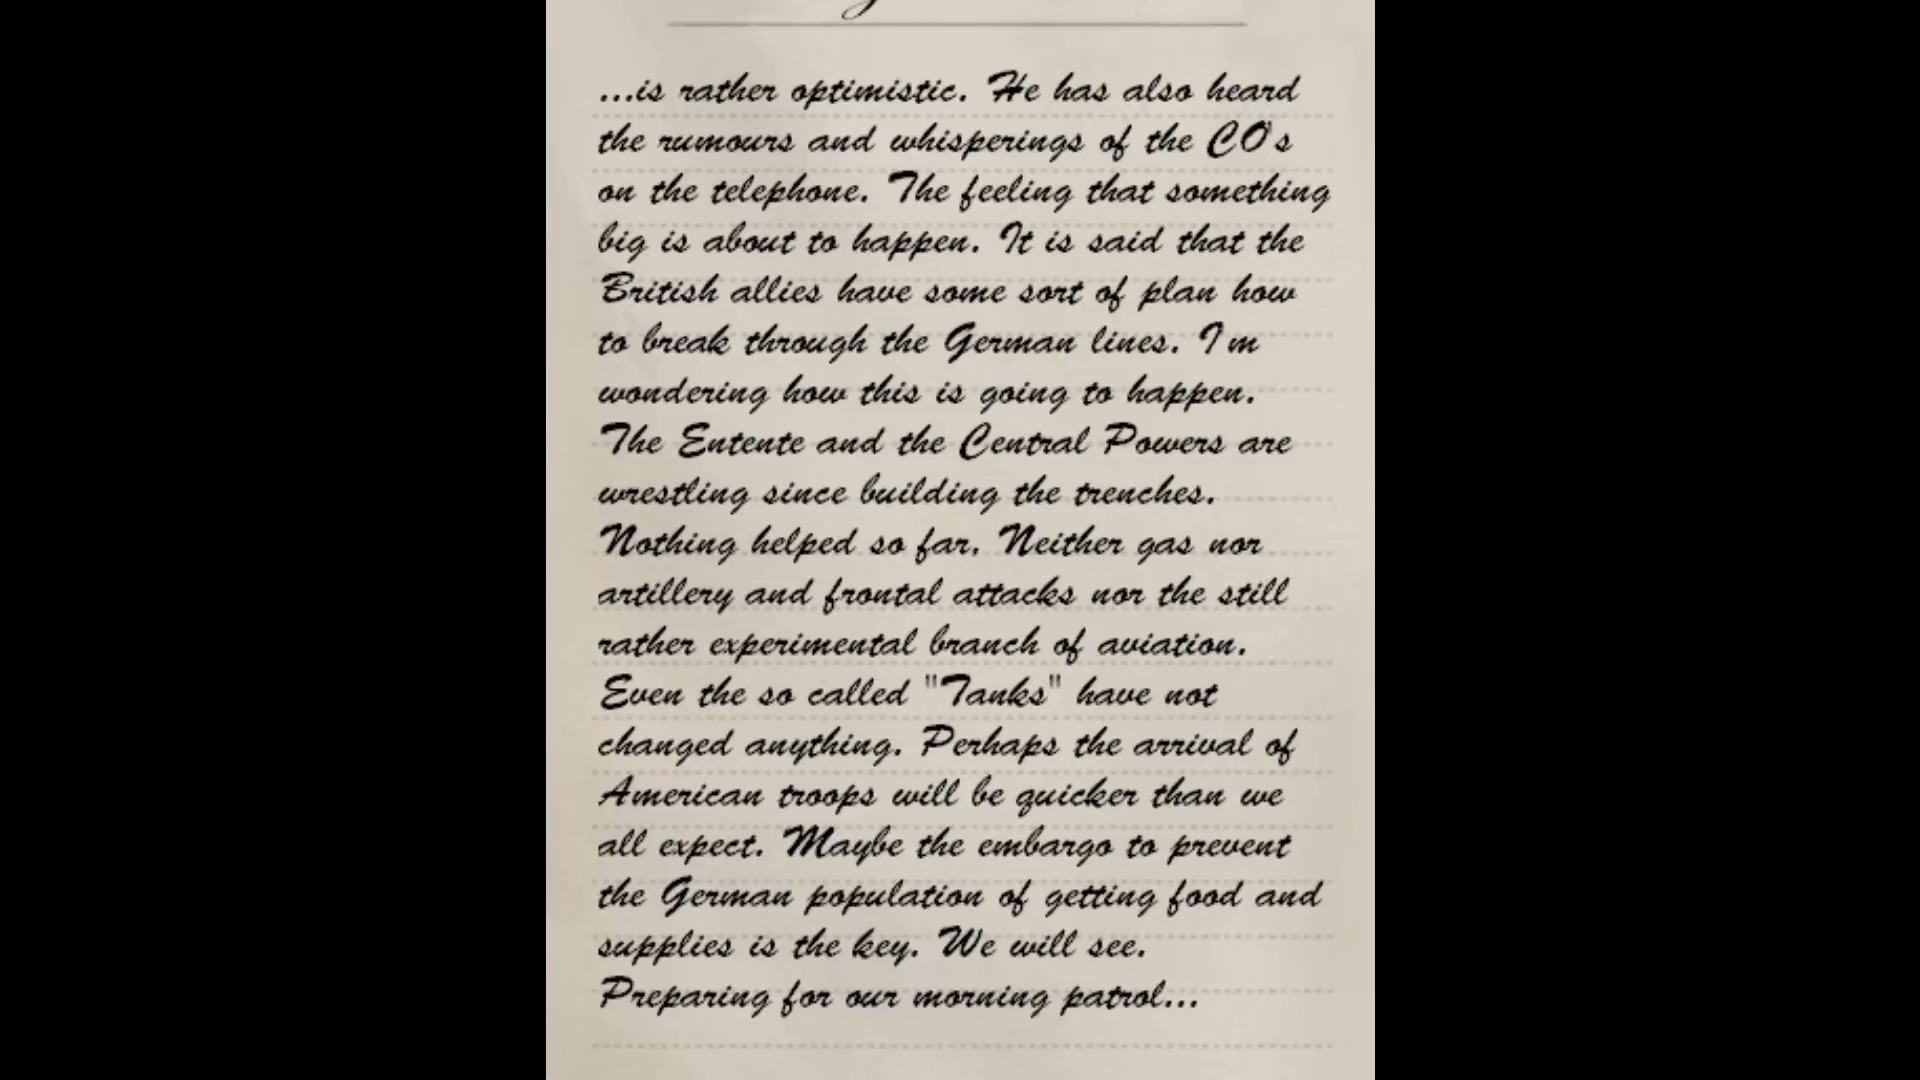 ...is rather optimistic. He has also heard
the rumours and whisperings of the CO's
on the telephone. The feeling that something
big is about to happen. It is said that the
British allies have some sort of plan how
to break through the German lines. I'm
wondering how this is going to happen.
The Entente and the Central Powers are
wrestling since building the trenches.
Nothing helped so far. Neither gas nor
artillery and frontal attacks nor the still
rather experimental branch of aviation.
Even the so called "Tanks" have not
changed anything. Perhaps the arrival of
American troops will be quicker than we
all expect. Maybe the embargo to prevent
the German population of getting food and
supplies is the key. We will see.
Preparing for our morning patrol...